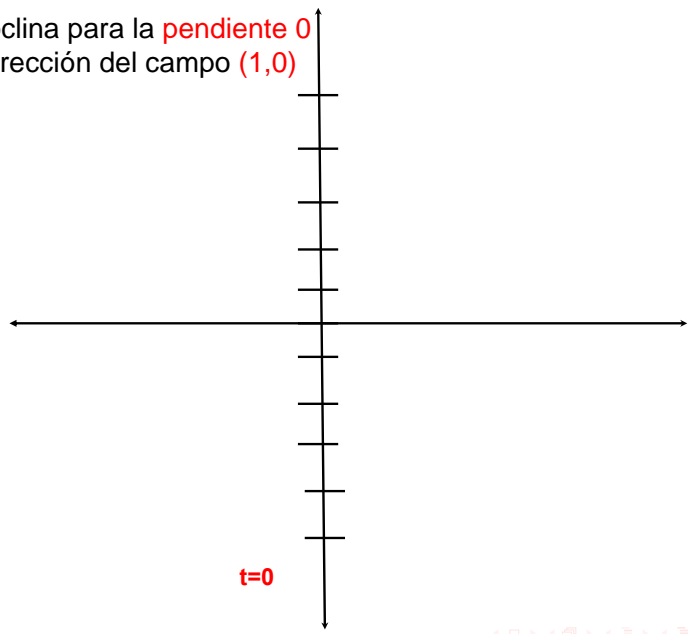 clina para la pendiente 0
rección del campo (1,0)
t=0